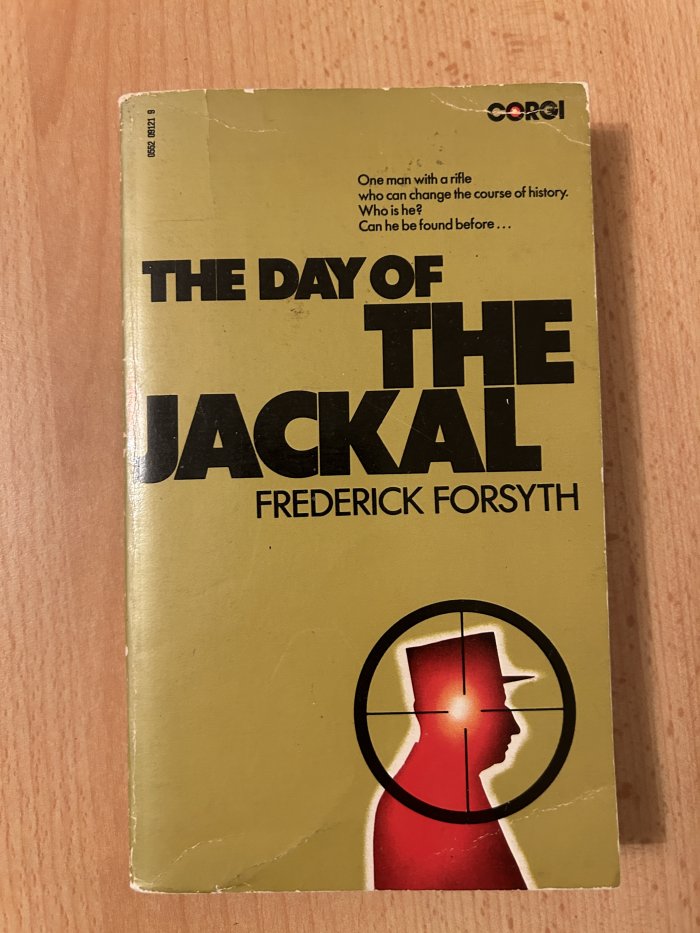 0552 09121 9
CORGI
One man with a rifle
who can change the course of history.
Who is he?
Can he be found before...
THE DAY OF
THE
JACKAL
FREDERICK FORSYTH